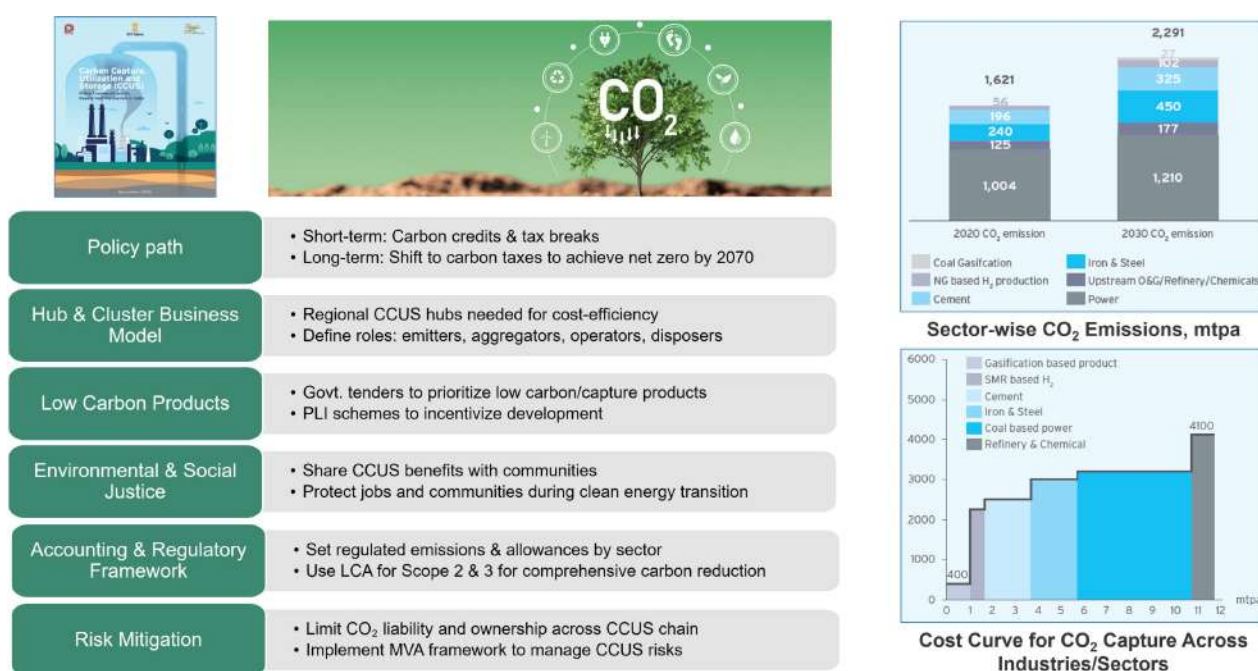 Carbon Capture,
Utilization and
Storage (CCUS)
CO2
Policy path
• Short-term: Carbon credits & tax breaks
• Long-term: Shift to carbon taxes to achieve net zero by 2070
Hub & Cluster Business
Model
• Regional CCUS hubs needed for cost-efficiency
• Define roles: emitters, aggregators, operators, disposers
Low Carbon Products
• Govt. tenders to prioritize low carbon/capture products
• PLI schemes to incentivize development
Environmental & Social
Justice
• Share CCUS benefits with communities
• Protect jobs and communities during clean energy transition
Accounting & Regulatory
Framework
• Set regulated emissions & allowances by sector
• Use LCA for Scope 2 & 3 for comprehensive carbon reduction
Risk Mitigation
• Limit CO₂ liability and ownership across CCUS chain
• Implement MVA framework to manage CCUS risks
1,621
56
196
240
125
1,004
2020 CO₂ emission
2,291
27
102
325
450
177
1,210
2030 CO₂ emission
Coal Gasifcation
NG based H₂ production
Cement
Iron & Steel
Upstream O&G/Refinery/Chemicals
Power
Sector-wise CO₂ Emissions, mtpa
6000
5000
4000
3000
2000
1000
0
Gasification based product
SMR based H₂
Cement
Iron & Steel
Coal based power
Refinery & Chemical
400
4100
0 1 2 3 4 5 6 7 8 9 10 11 12 mtpa
Cost Curve for CO₂ Capture Across
Industries/Sectors